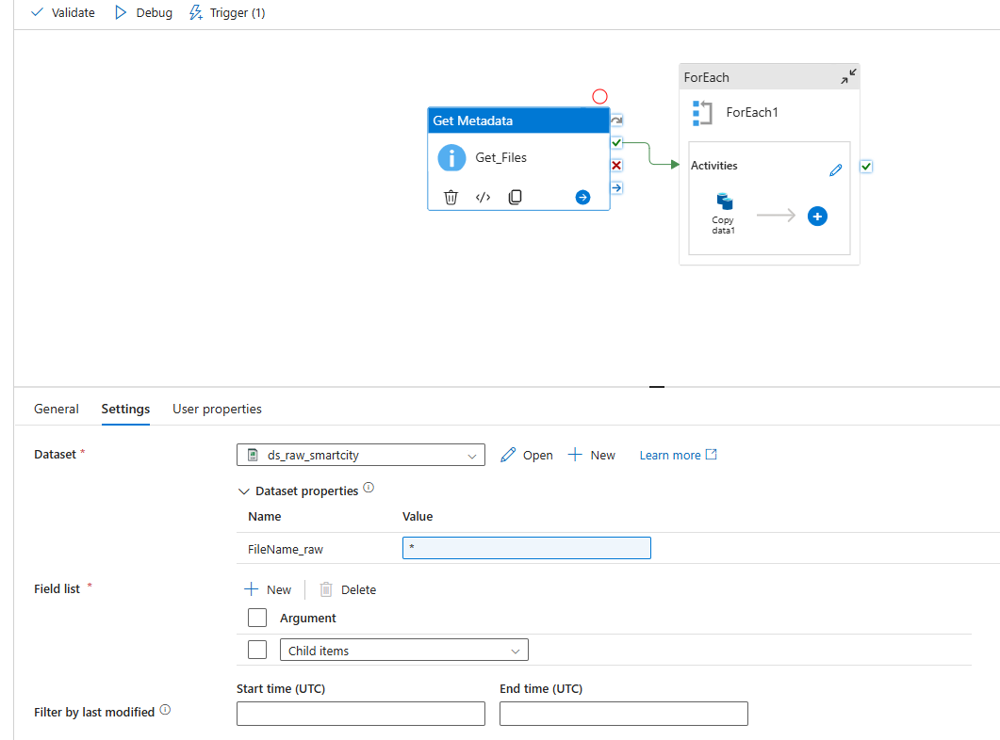 Validate Debug Trigger (1)
ForEach
Get Metadata
ForEach1
Get_Files
Activities
Copy
data1
General Settings User properties
Dataset * ds_raw_smartcity Open New Learn more
Dataset properties
Name Value
FileName_raw *
Field list * New Delete
Argument
Child items
Start time (UTC) End time (UTC)
Filter by last modified